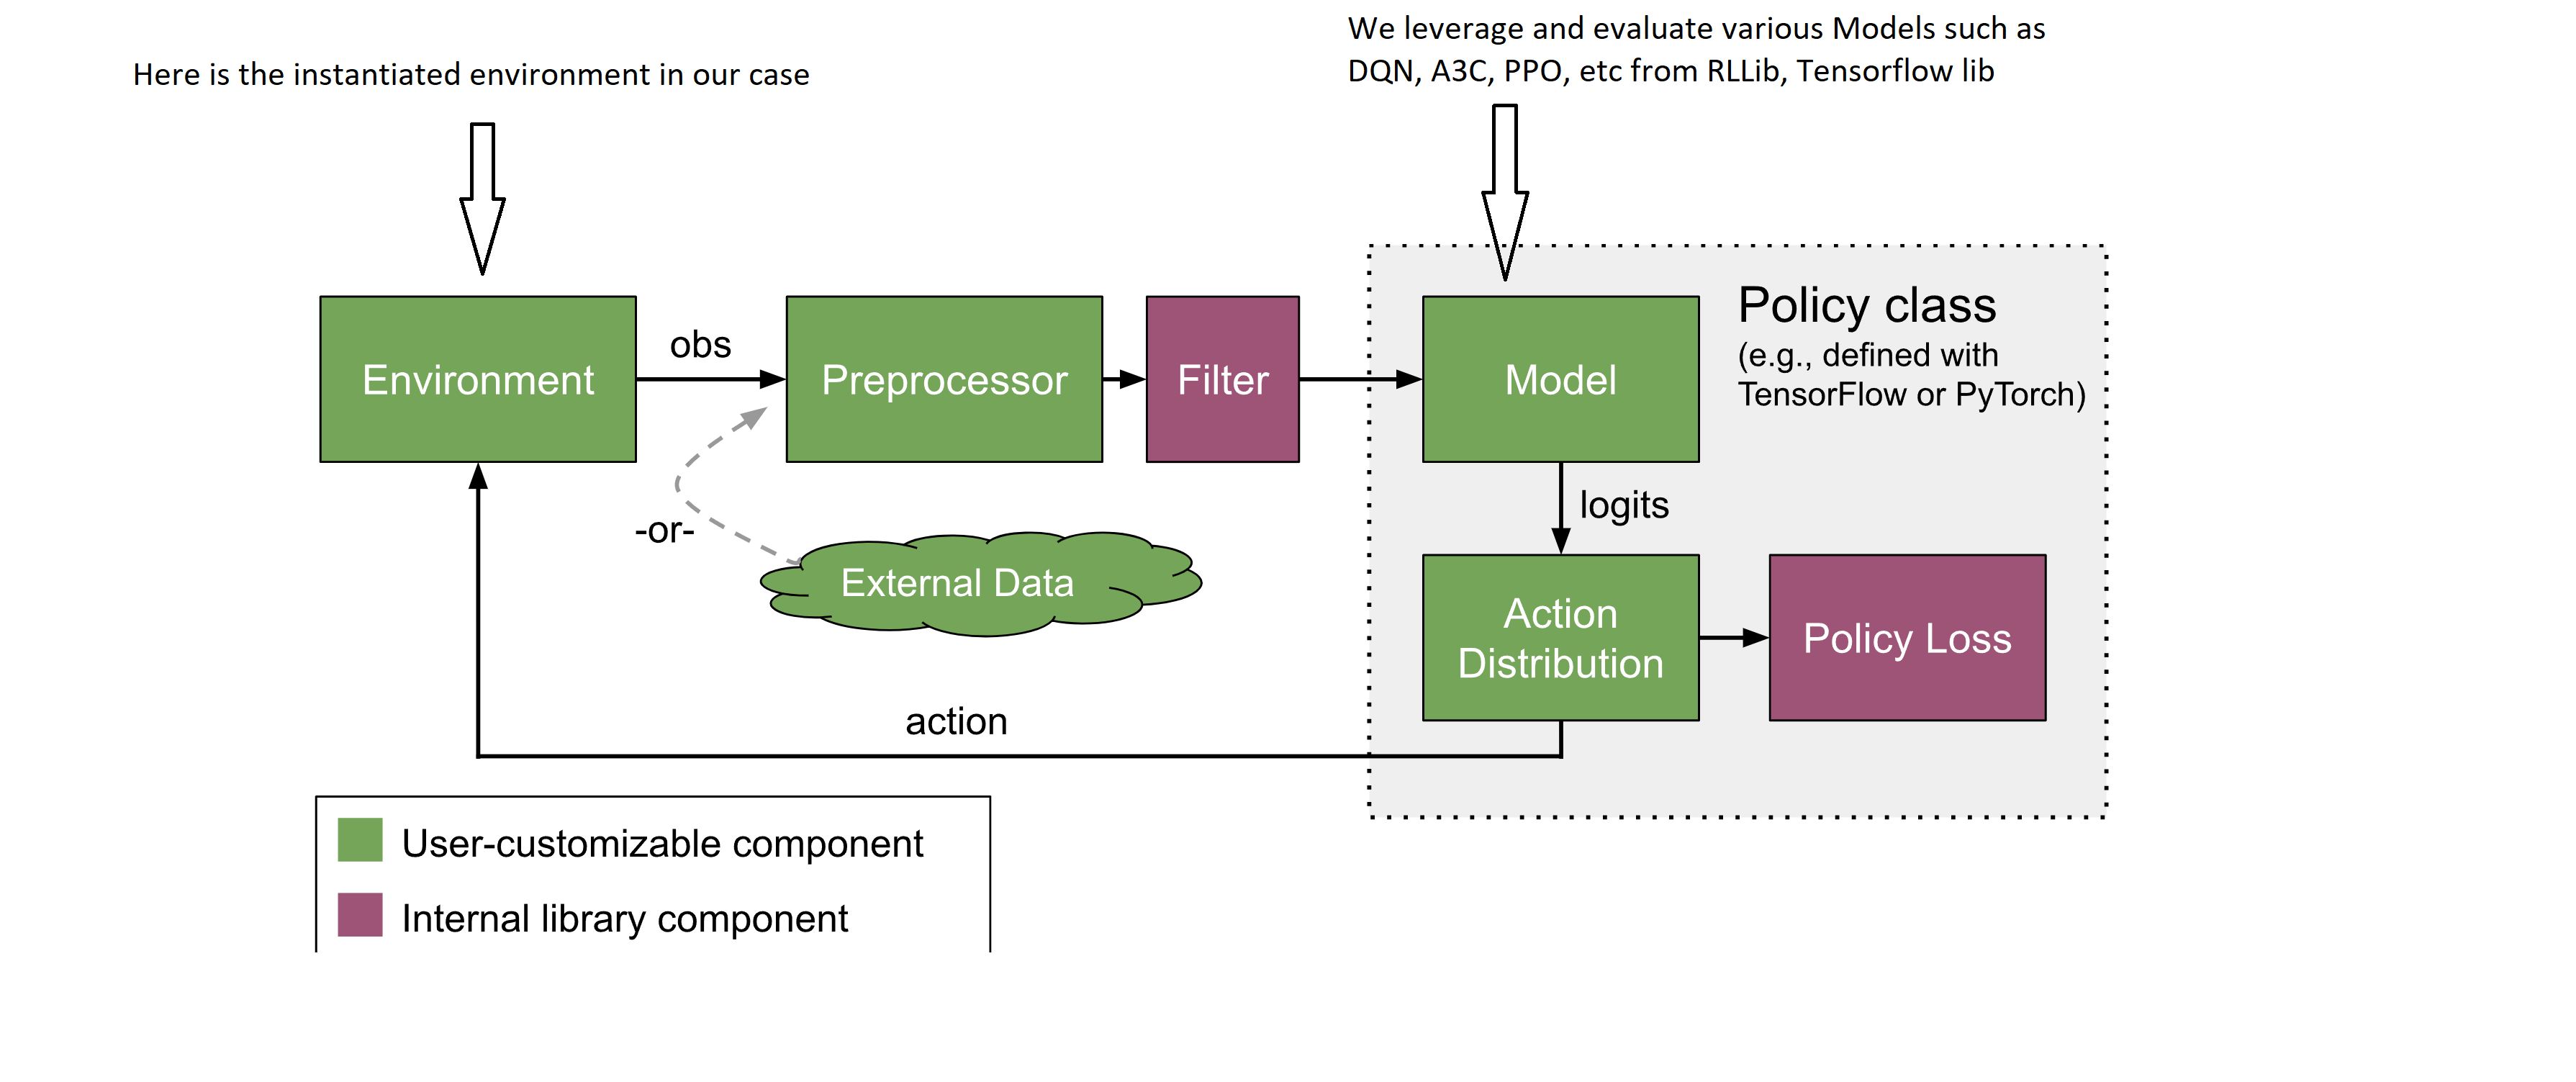 Here is the instantiated environment in our case
We leverage and evaluate various Models such as
DQN, A3C, PPO, etc from RLLib, Tensorflow lib
Environment
obs
Preprocessor
Filter
Model
Policy class
(e.g., defined with
TensorFlow or PyTorch)
logits
-or-
External Data
Action
Distribution
Policy Loss
action
User-customizable component
Internal library component